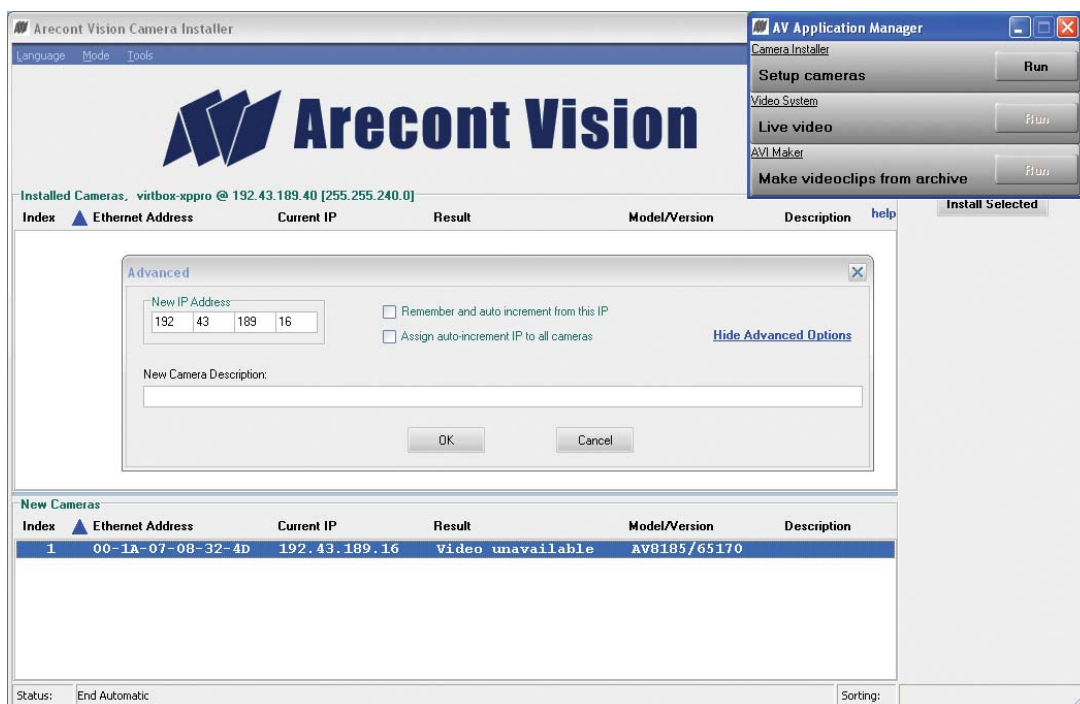 Arecont Vision Camera Installer
Language Mode Tools
Arecont Vision
AV Application Manager
Camera Installer
Setup cameras
Run
Video System
Live video
Run
AVI Maker
Make videoclips from archive
Run
Install Selected
Installed Cameras, virtbox-xppro @ 192.43.189.40 [255.255.240.0]
Index Ethernet Address Current IP Result Model/Version Description help
Advanced
New IP Address
192 43 189 16
Remember and auto increment from this IP
Assign auto-increment IP to all cameras
Hide Advanced Options
New Camera Description:
OK Cancel
New Cameras
Index Ethernet Address Current IP Result Model/Version Description
1 00-1A-07-08-32-4D 192.43.189.16 Video unavailable AV8185/65170
Status: End Automatic Sorting: